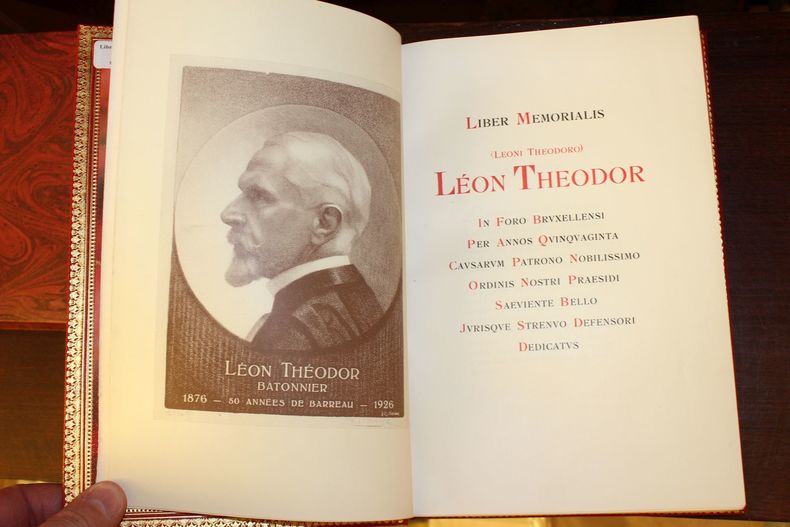 Libe
LÉON THÉODOR
BATONNIER
1876 — 50 ANNÉES DE BARREAU — 1926
LIBER MEMORIALIS
(LEONI THEODORO)
LÉON THEODOR
IN FORO BRVXELLENSI
PER ANNOS QVINQVAGINTA
CAVSARVM PATRONO NOBILISSIMO
ORDINIS NOSTRI PRAESIDI
SAEVIENTE BELLO
JVRISQVE STRENVO DEFENSORI
DEDICATVS